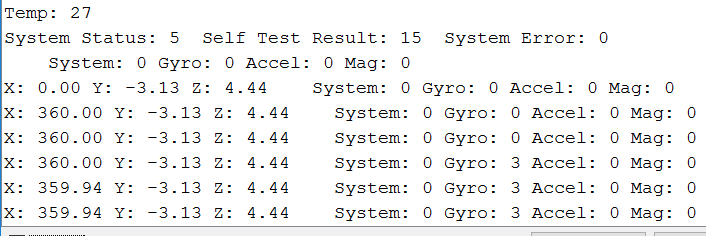 Temp: 27
System Status: 5  Self Test Result: 15  System Error: 0
    System: 0 Gyro: 0 Accel: 0 Mag: 0
X: 0.00 Y: -3.13 Z: 4.44    System: 0 Gyro: 0 Accel: 0 Mag: 0
X: 360.00 Y: -3.13 Z: 4.44    System: 0 Gyro: 0 Accel: 0 Mag: 0
X: 360.00 Y: -3.13 Z: 4.44    System: 0 Gyro: 0 Accel: 0 Mag: 0
X: 360.00 Y: -3.13 Z: 4.44    System: 0 Gyro: 3 Accel: 0 Mag: 0
X: 359.94 Y: -3.13 Z: 4.44    System: 0 Gyro: 3 Accel: 0 Mag: 0
X: 359.94 Y: -3.13 Z: 4.44    System: 0 Gyro: 3 Accel: 0 Mag: 0